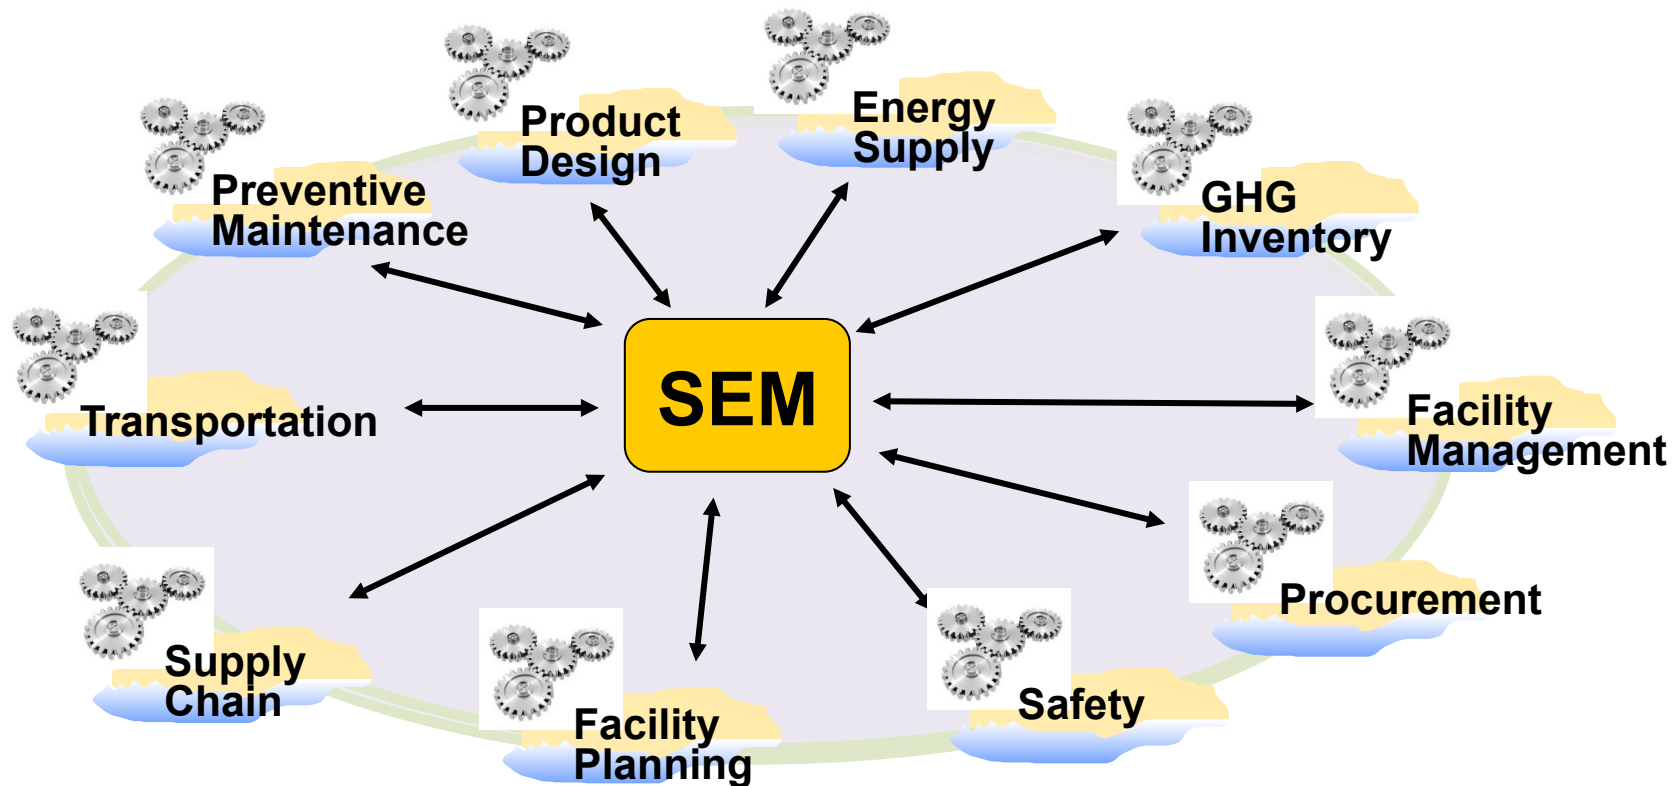 Product
Design
Energy
Supply
Preventive
Maintenance
GHG
Inventory
SEM
Transportation
Facility
Management
Procurement
Supply
Chain
Safety
Facility
Planning